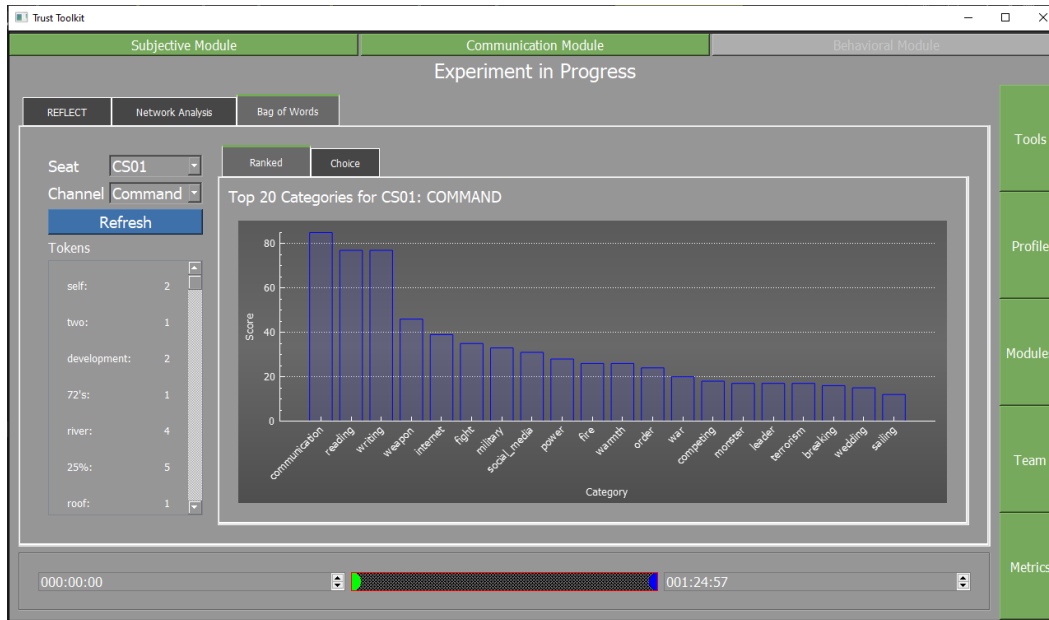 Trust Toolkit
Subjective Module
Communication Module
Behavioral Module
Experiment in Progress
REFLECT
Network Analysis
Bag of Words
Tools
Profile
Module
Team
Metrics
Seat CS01
Channel Command
Refresh
Tokens
self: 2
two: 1
development: 2
72's: 1
river: 4
25%: 5
roof: 1
Ranked
Choice
Top 20 Categories for CS01: COMMAND
Score
80
60
40
20
0
communication
reading
writing
weapon
internet
fight
military
social_media
power
fire
warmth
order
war
competing
monster
leader
terrorism
breaking
wedding
sailing
Category
000:00:00
001:24:57